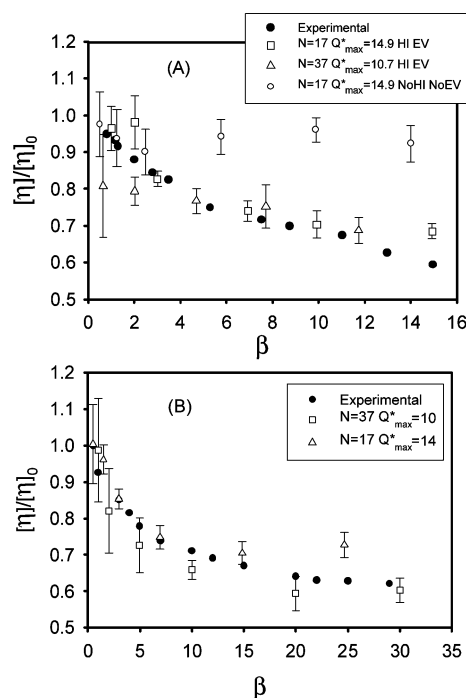 Experimental
N=17 Q*max=14.9 HI EV
N=37 Q*max=10.7 HI EV
N=17 Q*max=14.9 NoHI NoEV
(A)
1.2
1.1
1.0
0.9
0.8
0.7
0.6
0.5
[η]/[η]0
0 2 4 6 8 10 12 14 16
β
(B)
Experimental
N=37 Q*max=10
N=17 Q*max=14
1.2
1.1
1.0
0.9
0.8
0.7
0.6
0.5
[η]/[η]0
0 5 10 15 20 25 30 35
β